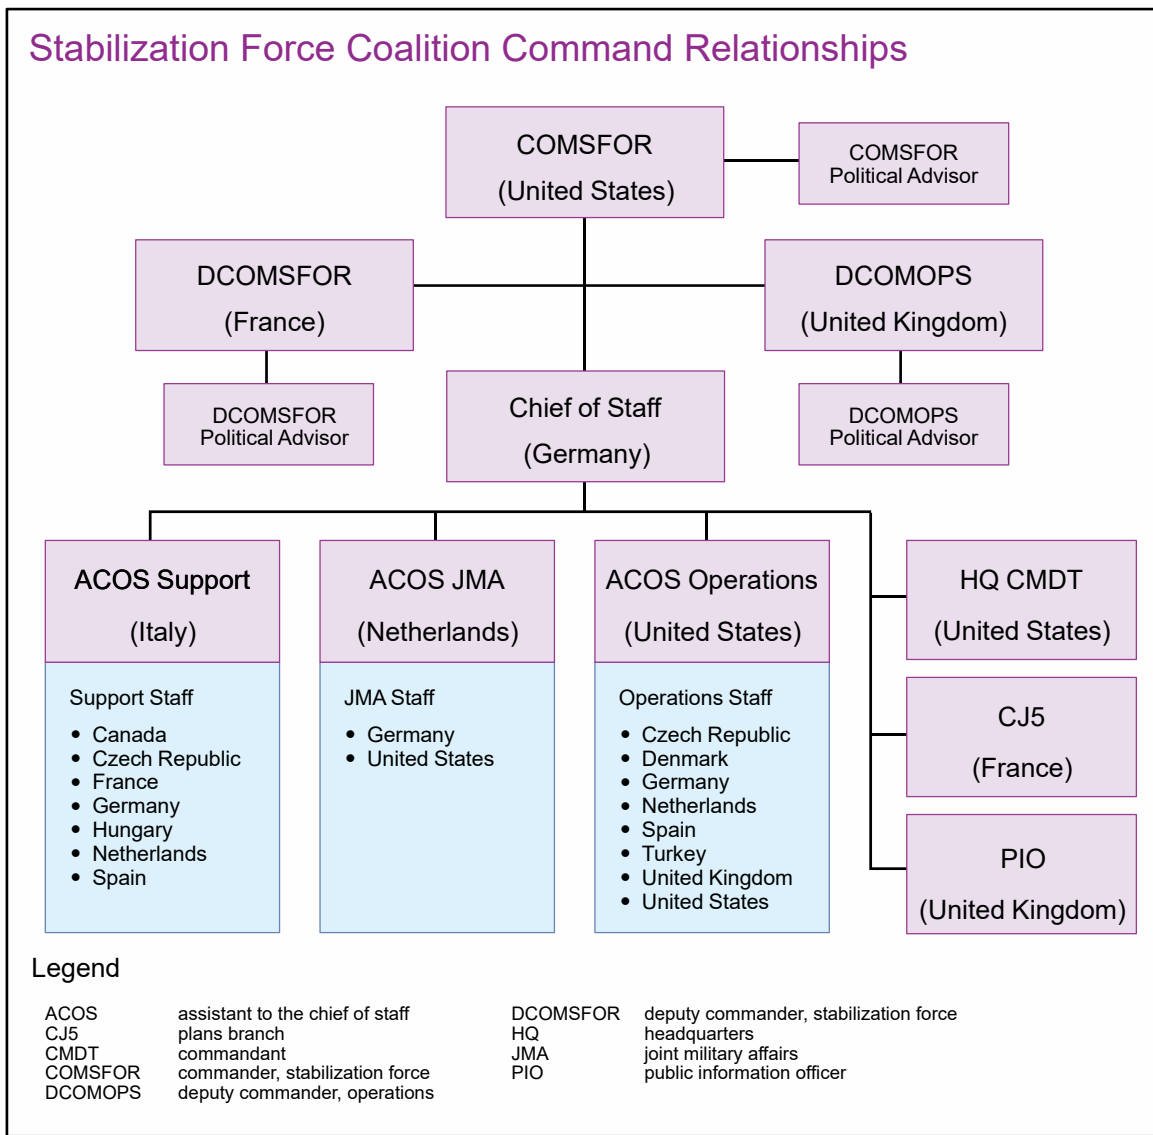 Stabilization Force Coalition Command Relationships
COMSFOR
(United States)
COMSFOR
Political Advisor
DCOMSFOR
(France)
DCOMOPS
(United Kingdom)
DCOMSFOR
Political Advisor
Chief of Staff
(Germany)
DCOMOPS
Political Advisor
ACOS Support
(Italy)
Support Staff
• Canada
• Czech Republic
• France
• Germany
• Hungary
• Netherlands
• Spain
ACOS JMA
(Netherlands)
JMA Staff
• Germany
• United States
ACOS Operations
(United States)
Operations Staff
• Czech Republic
• Denmark
• Germany
• Netherlands
• Spain
• Turkey
• United Kingdom
• United States
HQ CMDT
(United States)
CJ5
(France)
PIO
(United Kingdom)
Legend
ACOS assistant to the chief of staff
CJ5 plans branch
CMDT commandant
COMSFOR commander, stabilization force
DCOMOPS deputy commander, operations
DCOMSFOR deputy commander, stabilization force
HQ headquarters
JMA joint military affairs
PIO public information officer